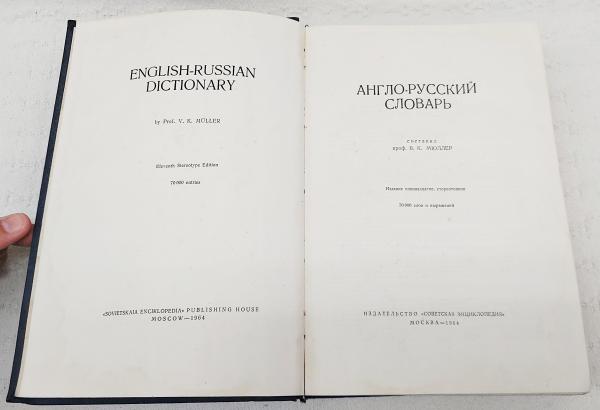 ENGLISH-RUSSIAN
DICTIONARY
by Prof. V. K. MÜLLER
Eleventh Stereotype Edition
70 000 entries
«SOVIETSKAIA ENCIKLOPEDIA» PUBLISHING HOUSE
MOSCOW—1964
АНГЛО-РУССКИЙ
СЛОВАРЬ
составил
проф. В. К. МЮЛЛЕР
Издание одиннадцатое, стереотипное
70 000 слов и выражений
ИЗДАТЕЛЬСТВО «СОВЕТСКАЯ ЭНЦИКЛОПЕДИЯ»
МОСКВА—1964